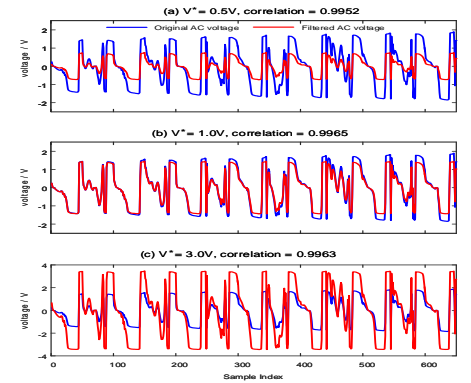 (a) V*= 0.5V, correlation = 0.9952
Original AC voltage
Filtered AC voltage
2
1
0
-1
-2
voltage / V
(b) V*= 1.0V, correlation = 0.9965
2
1
0
-1
-2
voltage / V
(c) V*= 3.0V, correlation = 0.9963
4
2
0
-2
-4
voltage / V
0 100 200 300 400 500 600
Sample Index